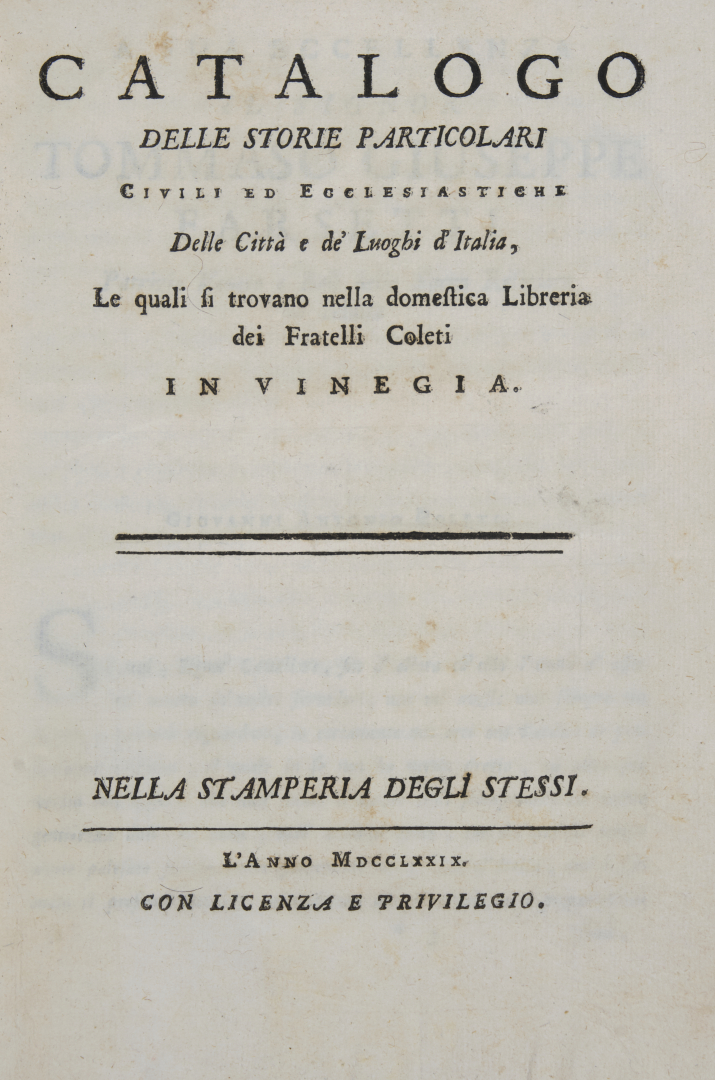 CATALOGO
DELLE STORIE PARTICOLARI
CIVILI ED ECCLESIASTICHE
Delle Città e de' Luoghi d'Italia,
Le quali ſi trovano nella domeſtica Libreria
dei Fratelli Coleti
IN VINEGIA.
NELLA STAMPERIA DEGLI STESSI.
L'ANNO MDCCLXXIX.
CON LICENZA E PRIVILEGIO.